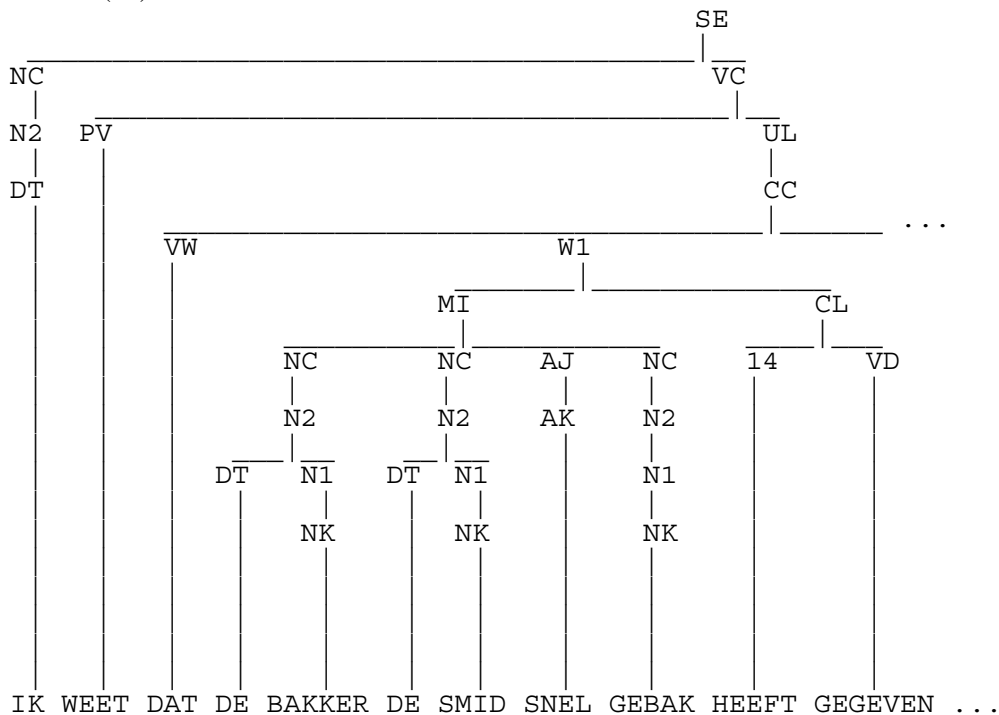 SE
NC VC
N2 PV UL
DT CC
...
VW W1
MI CL
NC NC AJ NC 14 VD
N2 N2 AK N2
DT N1 DT N1 N1
NK NK NK
IK WEET DAT DE BAKKER DE SMID SNEL GEBAK HEEFT GEGEVEN ...